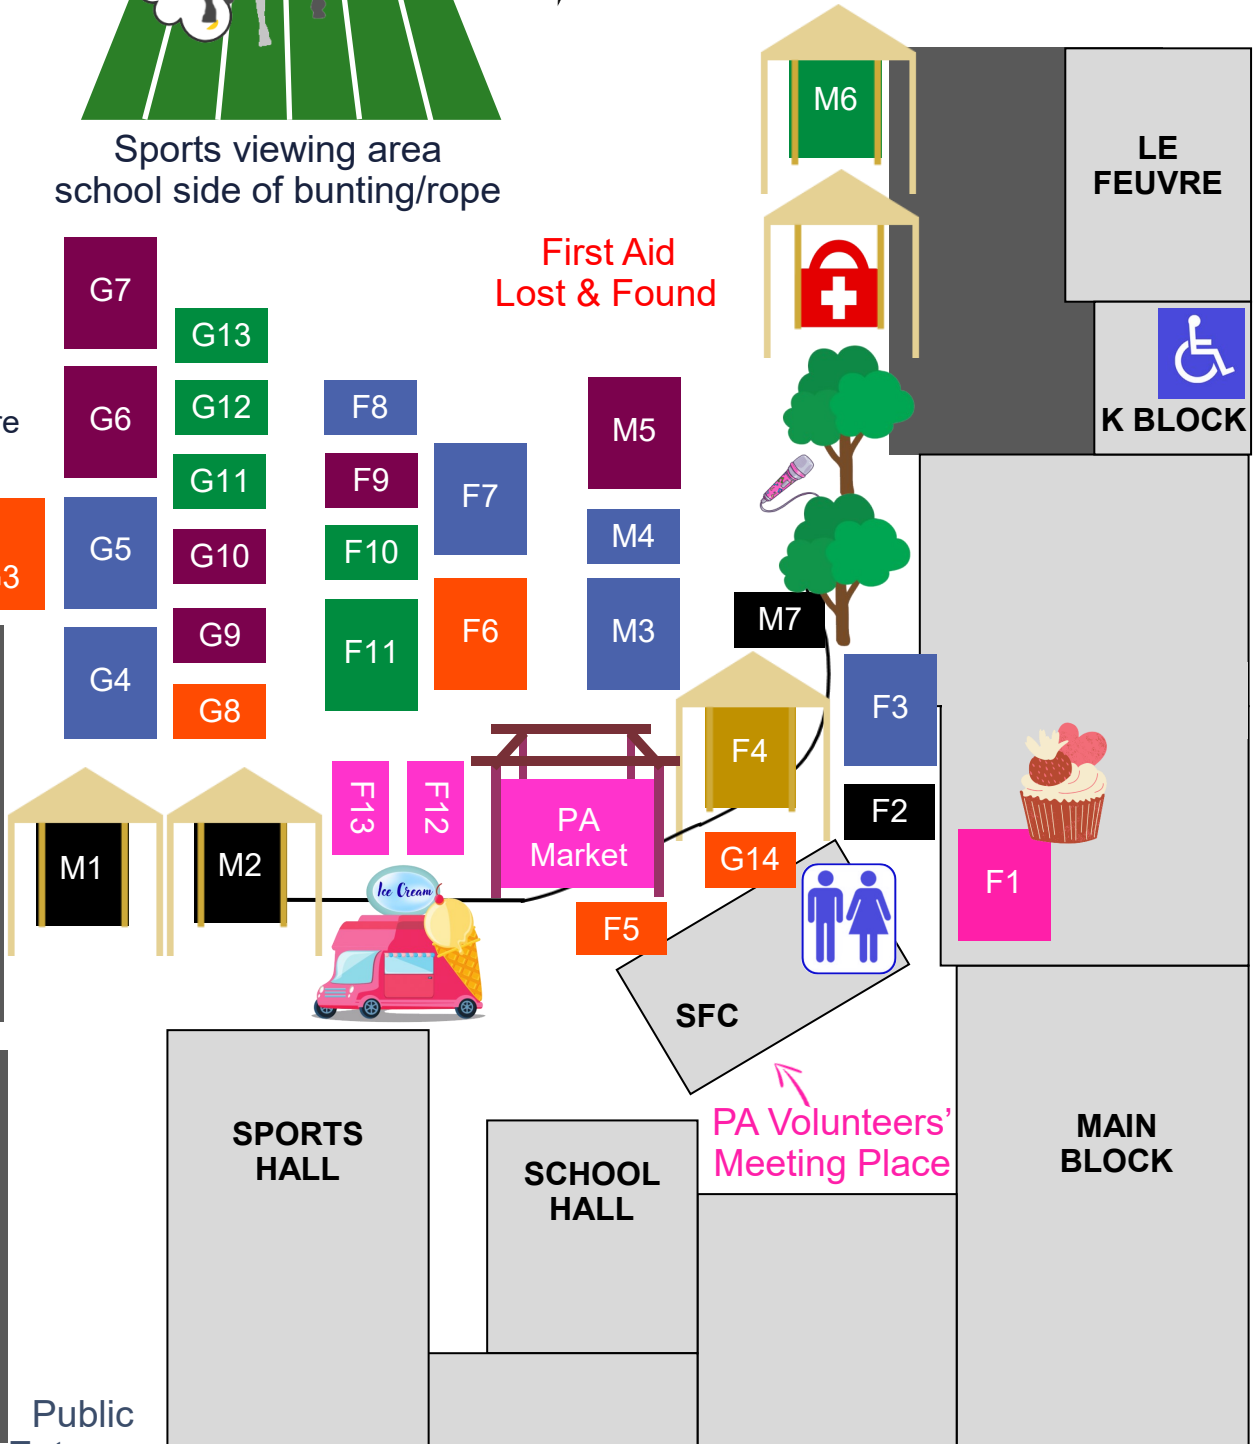 Sports viewing area
school side of bunting/rope
M6
LE
FEUVRE
First Aid
Lost & Found
G7
G13
G6
G12
F8
M5
K BLOCK
re
G11
F9
F7
G5
G10
F10
M4
G9
F11
F6
M3
M7
G4
G8
F3
F4
F13
F12
PA
Market
F2
M1
M2
G14
F1
Ice Cream
F5
SFC
PA Volunteers’
Meeting Place
SPORTS
HALL
SCHOOL
HALL
MAIN
BLOCK
Public